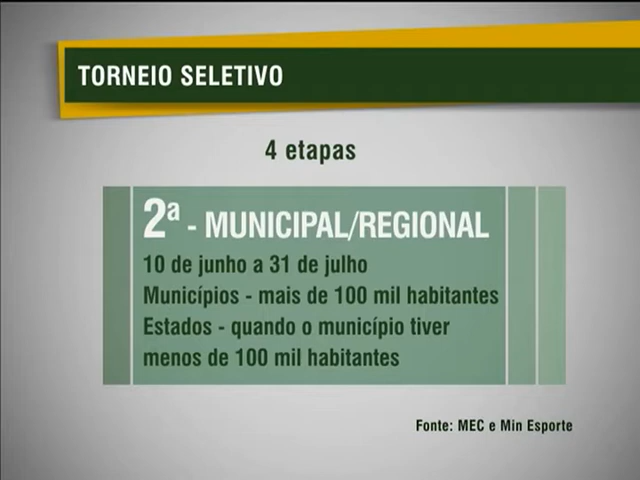 TORNEIO SELETIVO
4 etapas
2ª - MUNICIPAL/REGIONAL
10 de junho a 31 de julho
Municípios - mais de 100 mil habitantes
Estados - quando o município tiver
menos de 100 mil habitantes
Fonte: MEC e Min Esporte